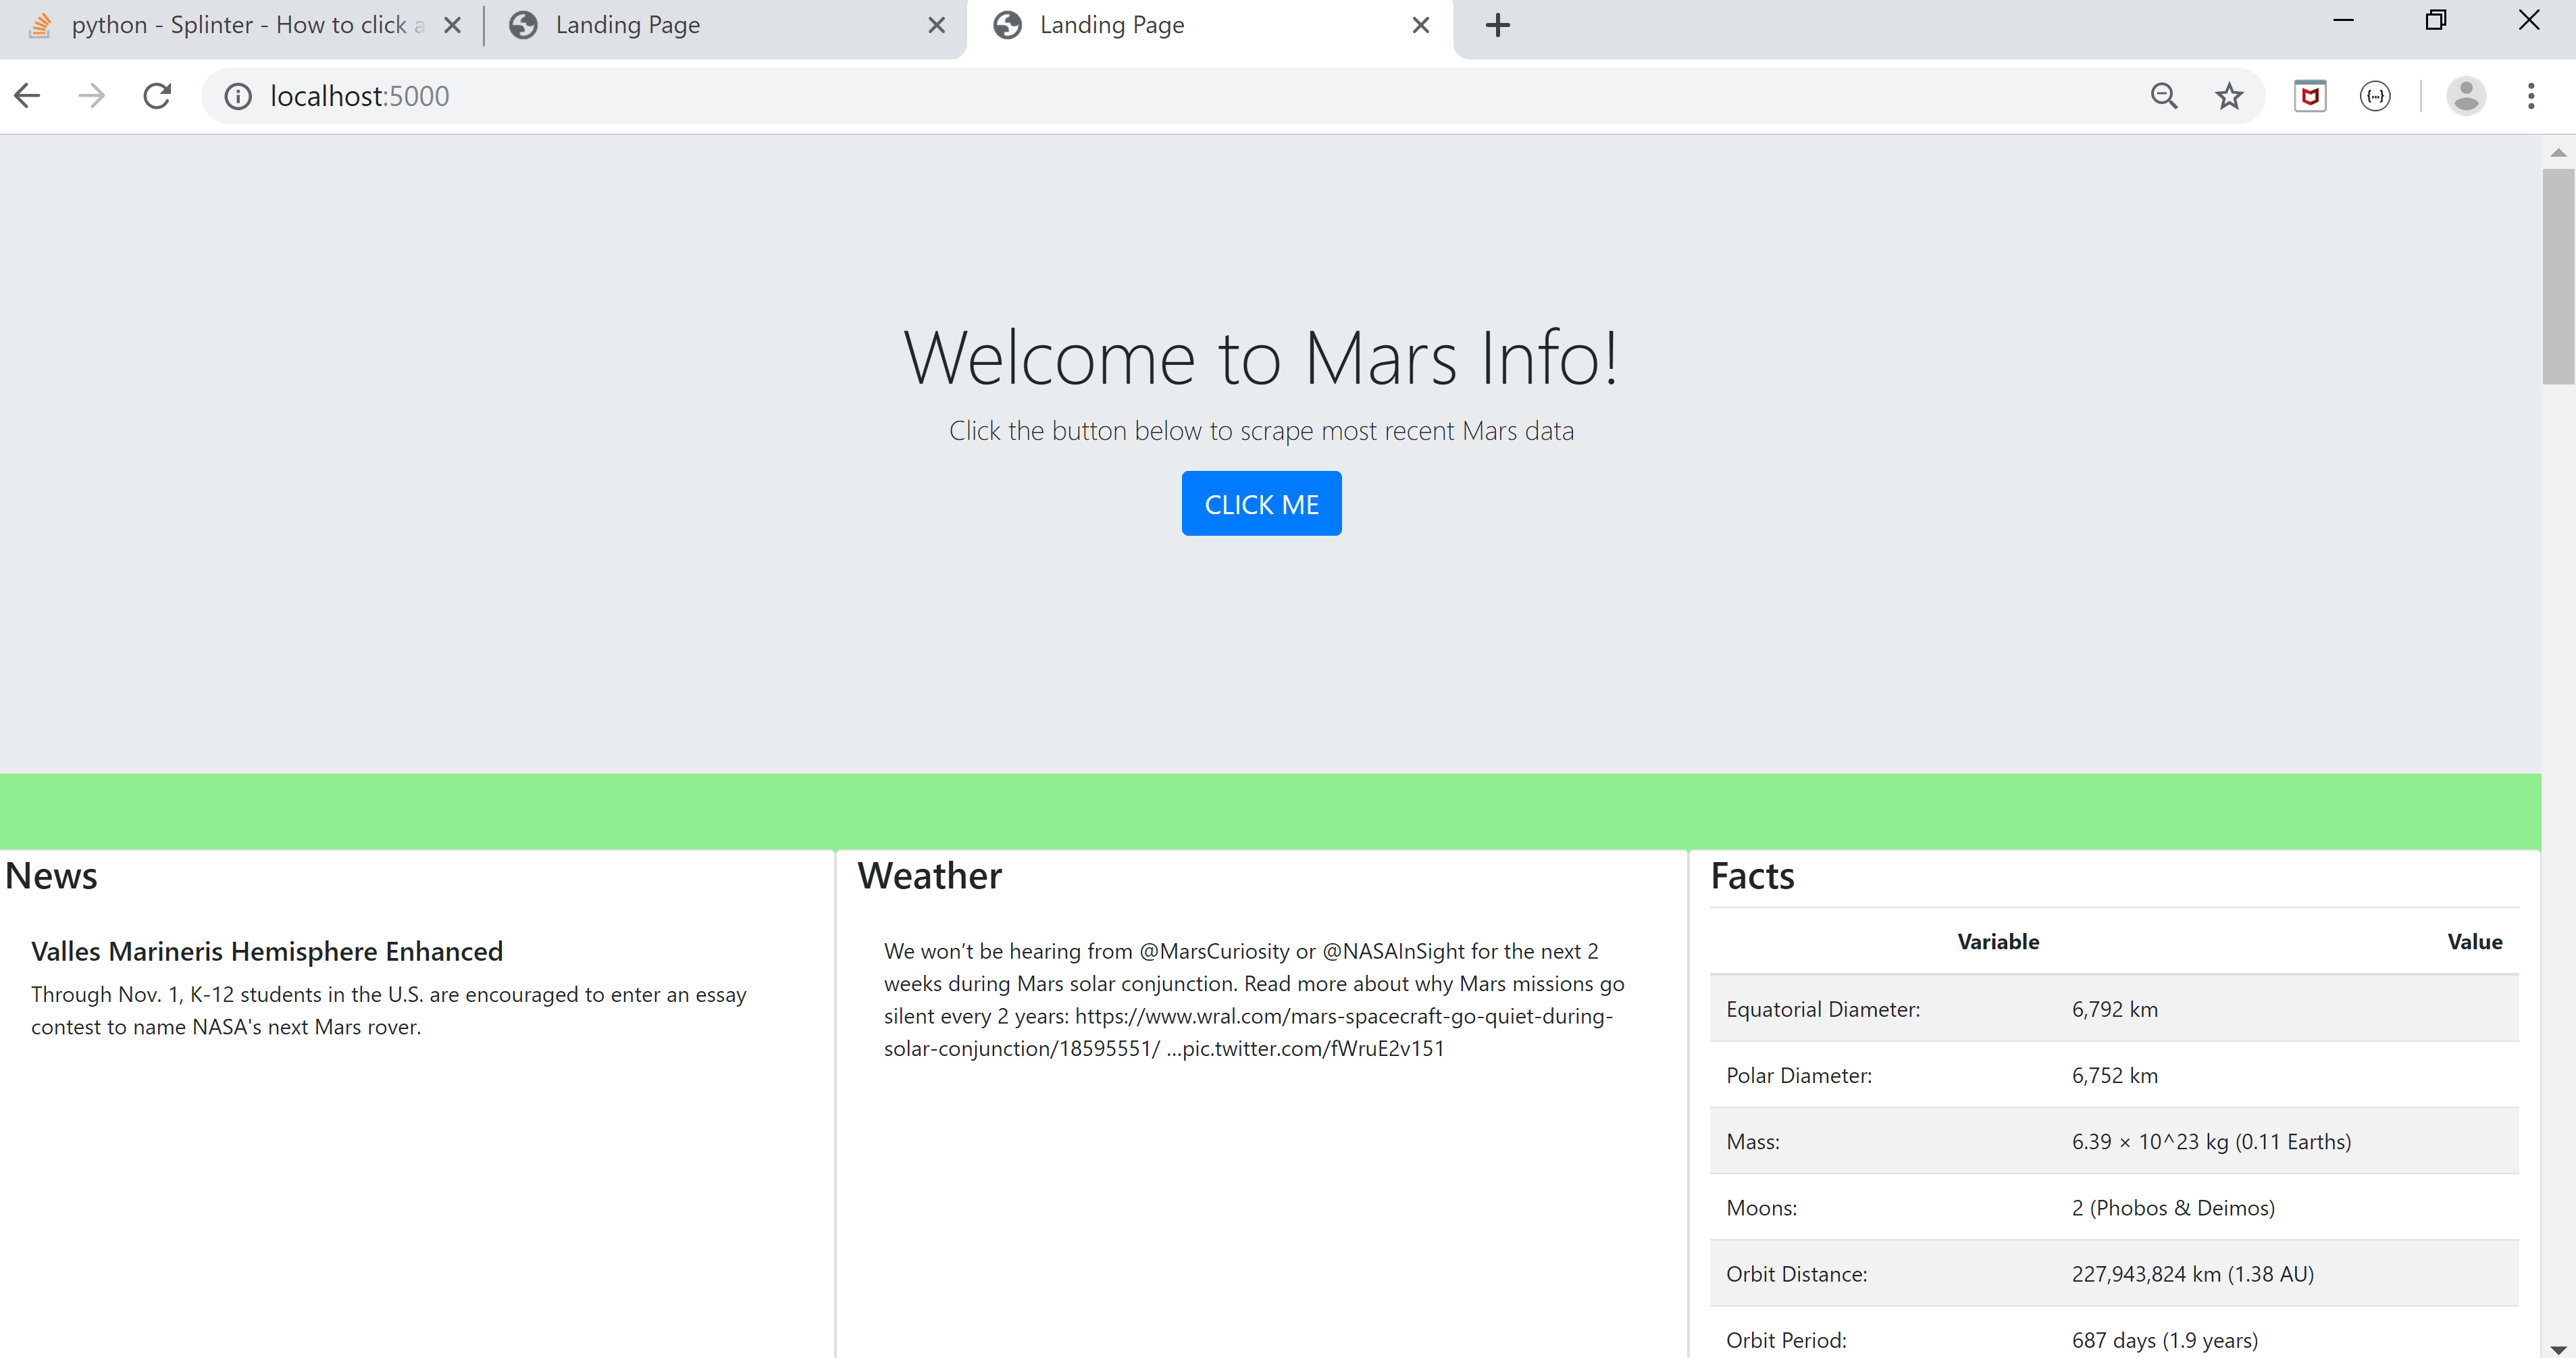 python - Splinter - How to click a
Landing Page
Landing Page
localhost:5000
Welcome to Mars Info!
Click the button below to scrape most recent Mars data
CLICK ME
News
Valles Marineris Hemisphere Enhanced
Through Nov. 1, K-12 students in the U.S. are encouraged to enter an essay
contest to name NASA's next Mars rover.
Weather
We won’t be hearing from @MarsCuriosity or @NASAInSight for the next 2
weeks during Mars solar conjunction. Read more about why Mars missions go
silent every 2 years: https://www.wral.com/mars-spacecraft-go-quiet-during-
solar-conjunction/18595551/ …pic.twitter.com/fWruE2v151
Facts
Variable Value
Equatorial Diameter: 6,792 km
Polar Diameter: 6,752 km
Mass: 6.39 × 10^23 kg (0.11 Earths)
Moons: 2 (Phobos & Deimos)
Orbit Distance: 227,943,824 km (1.38 AU)
Orbit Period: 687 days (1.9 years)